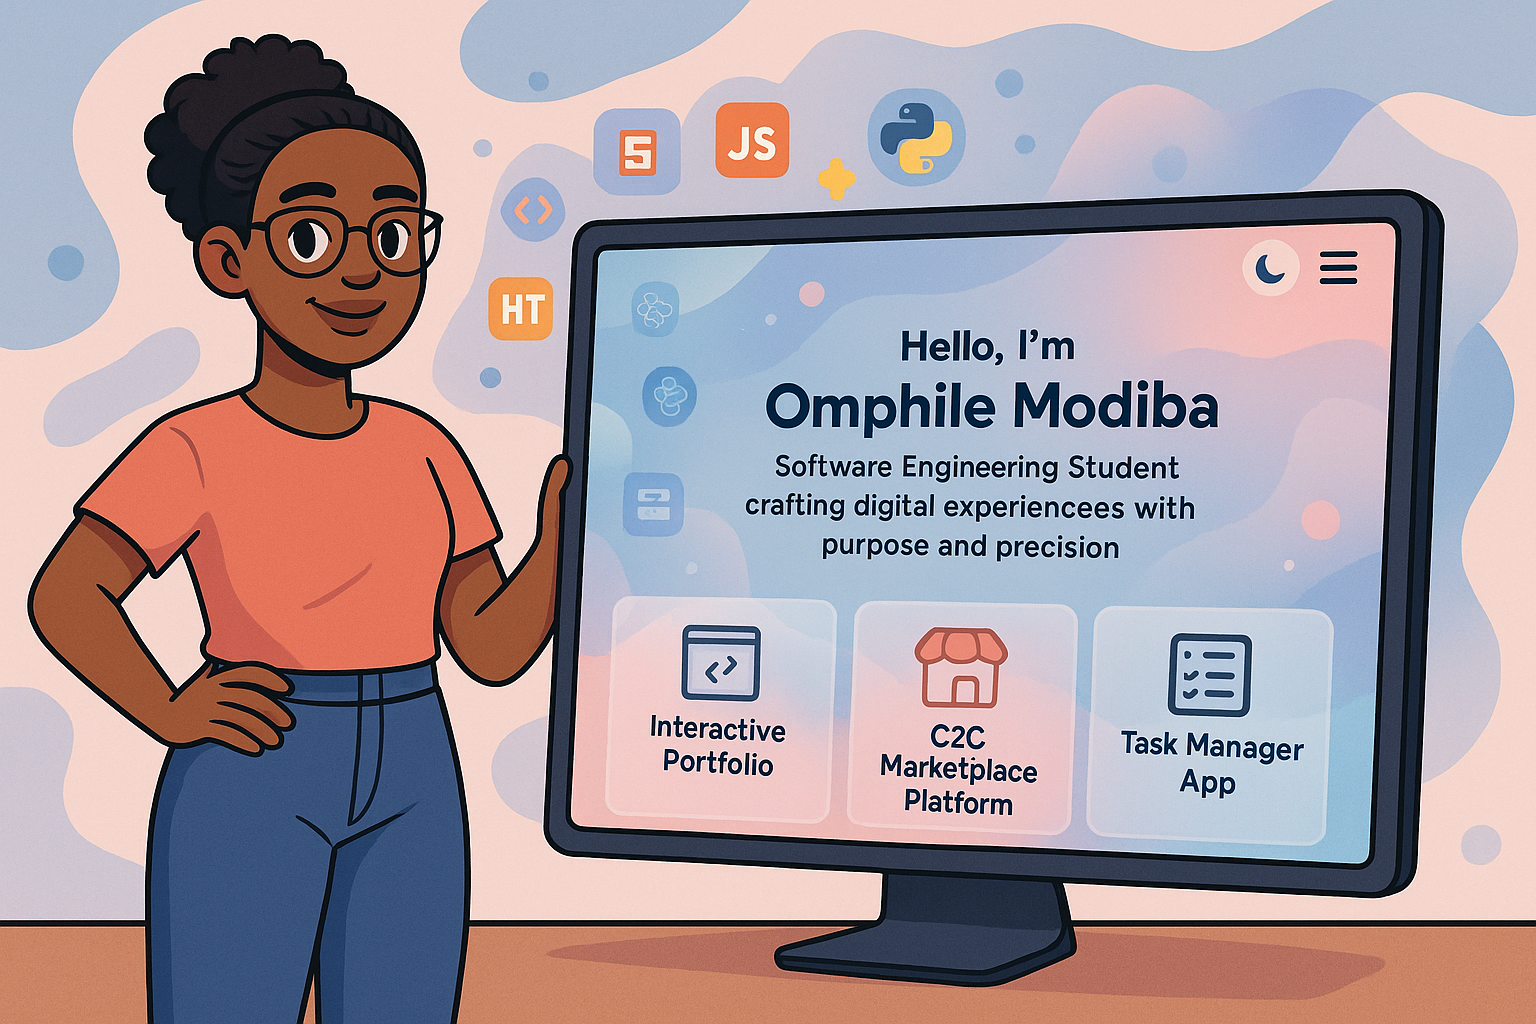 5
JS
<>
HT
Hello, I'm
Omphile Modiba
Software Engineering Student
crafting digital experiencees with
purpose and precision
Interactive
Portfolio
C2C
Marketplace
Platform
Task Manager
App